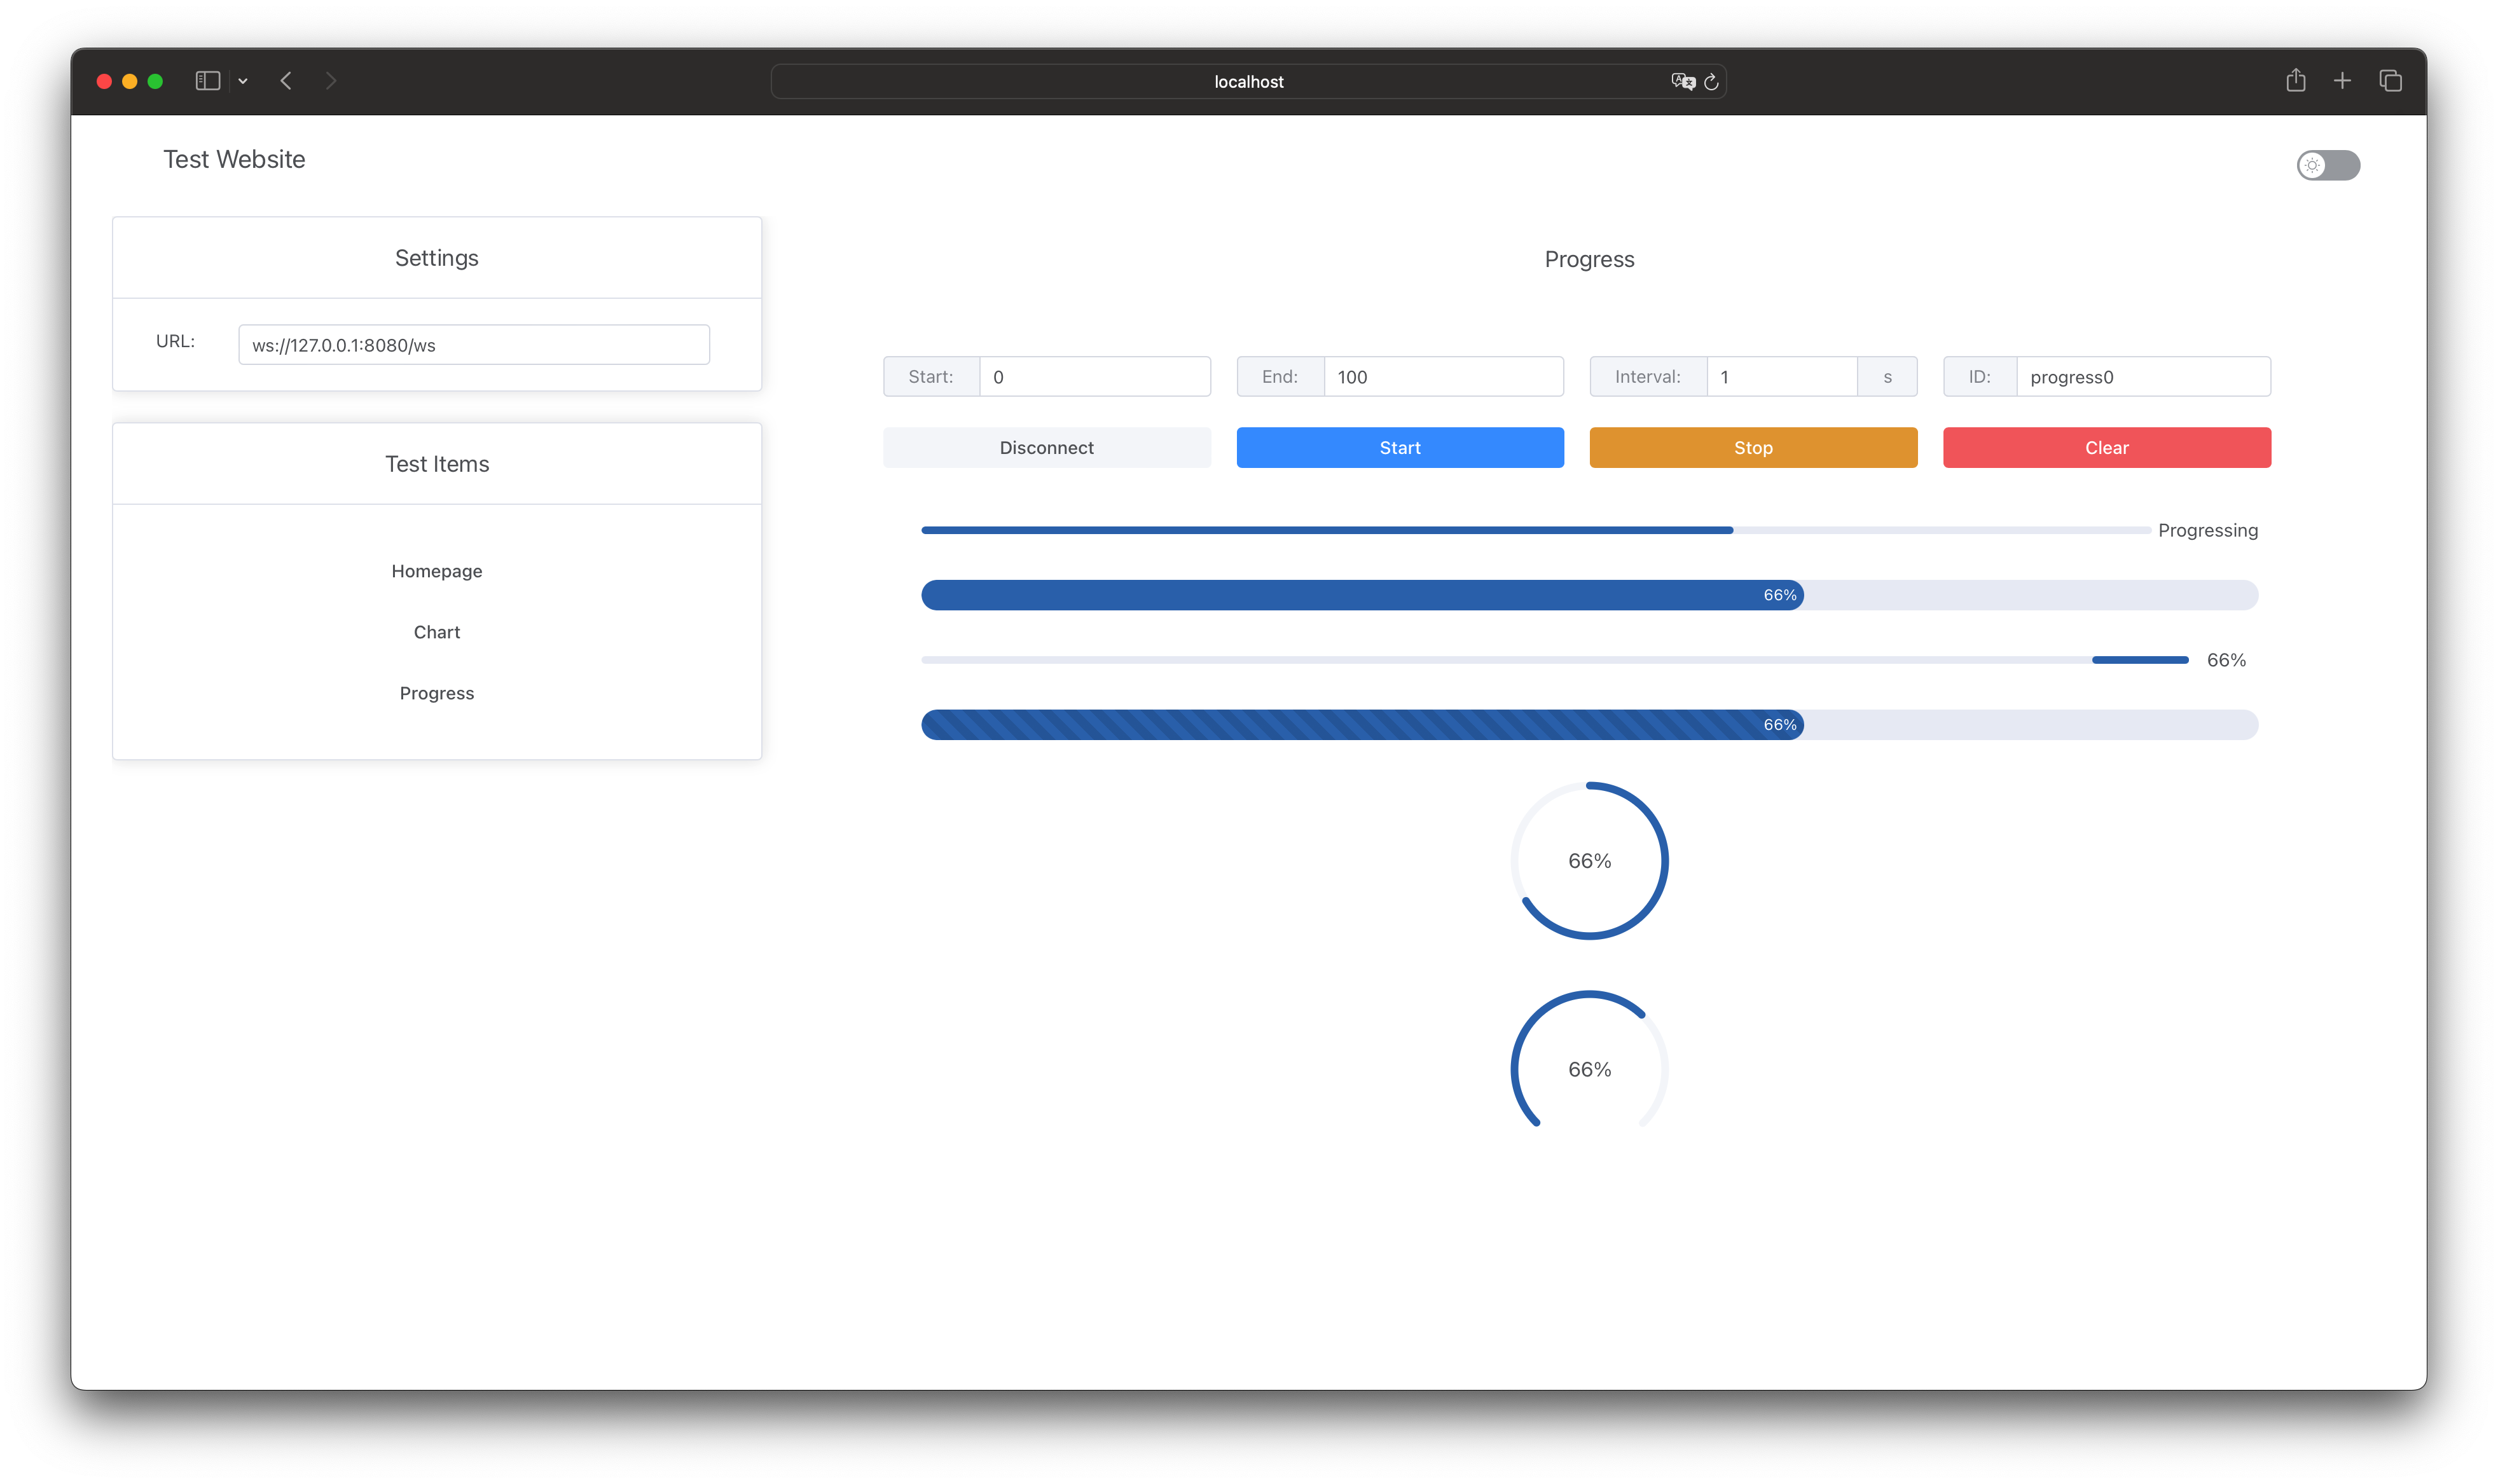 localhost
Test Website
Settings
URL: ws://127.0.0.1:8080/ws
Test Items
Homepage
Chart
Progress
Progress
Start: 0 End: 100 Interval: 1 s ID: progress0
Disconnect Start Stop Clear
Progressing
66%
66%
66%
66%
66%